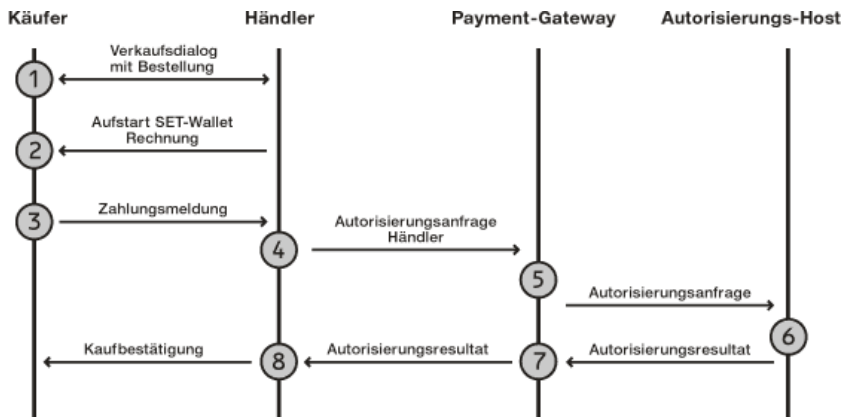 Käufer
Händler
Payment-Gateway
Autorisierungs-Host
Verkaufsdialog
mit Bestellung
1
Aufstart SET-Wallet
Rechnung
2
Zahlungsmeldung
3
Autorisierungsanfrage
Händler
4
5
Autorisierungsanfrage
6
Kaufbestätigung
8
Autorisierungsresultat
7
Autorisierungsresultat